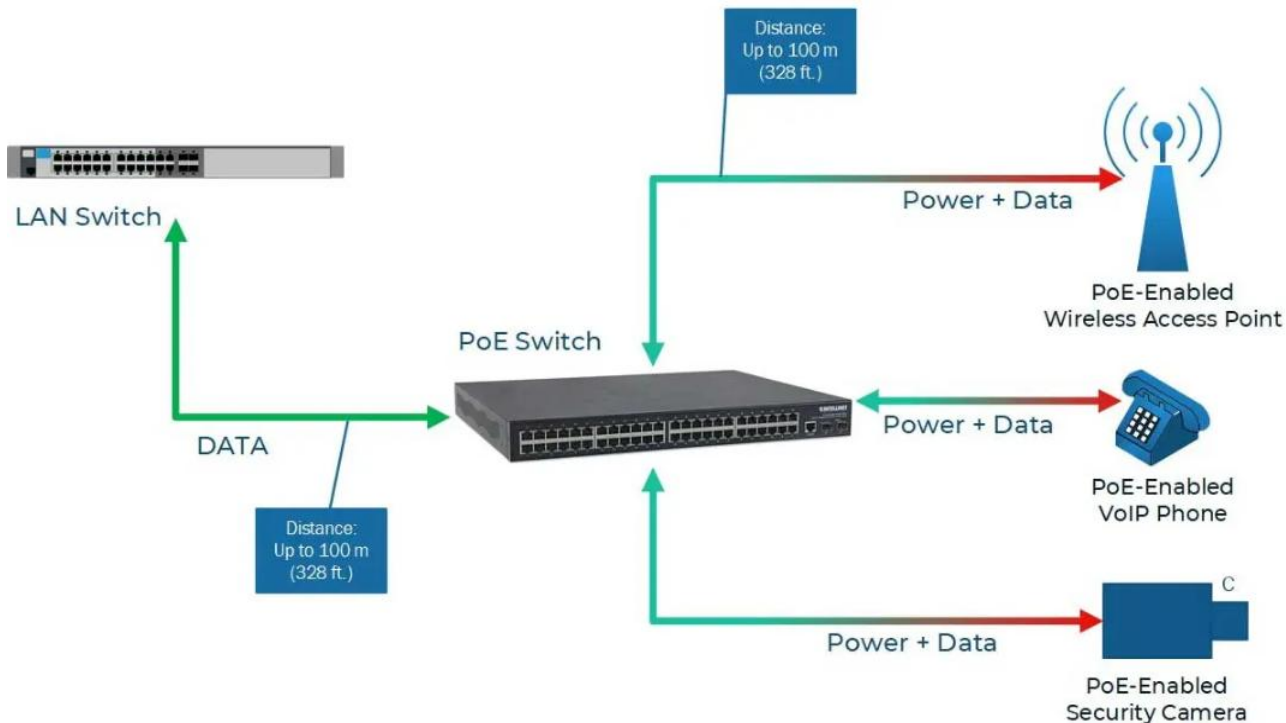 Distance:
Up to 100 m
(328 ft.)
LAN Switch
Power + Data
PoE-Enabled
Wireless Access Point
PoE Switch
DATA
Power + Data
PoE-Enabled
VoIP Phone
Distance:
Up to 100 m
(328 ft.)
C
Power + Data
PoE-Enabled
Security Camera